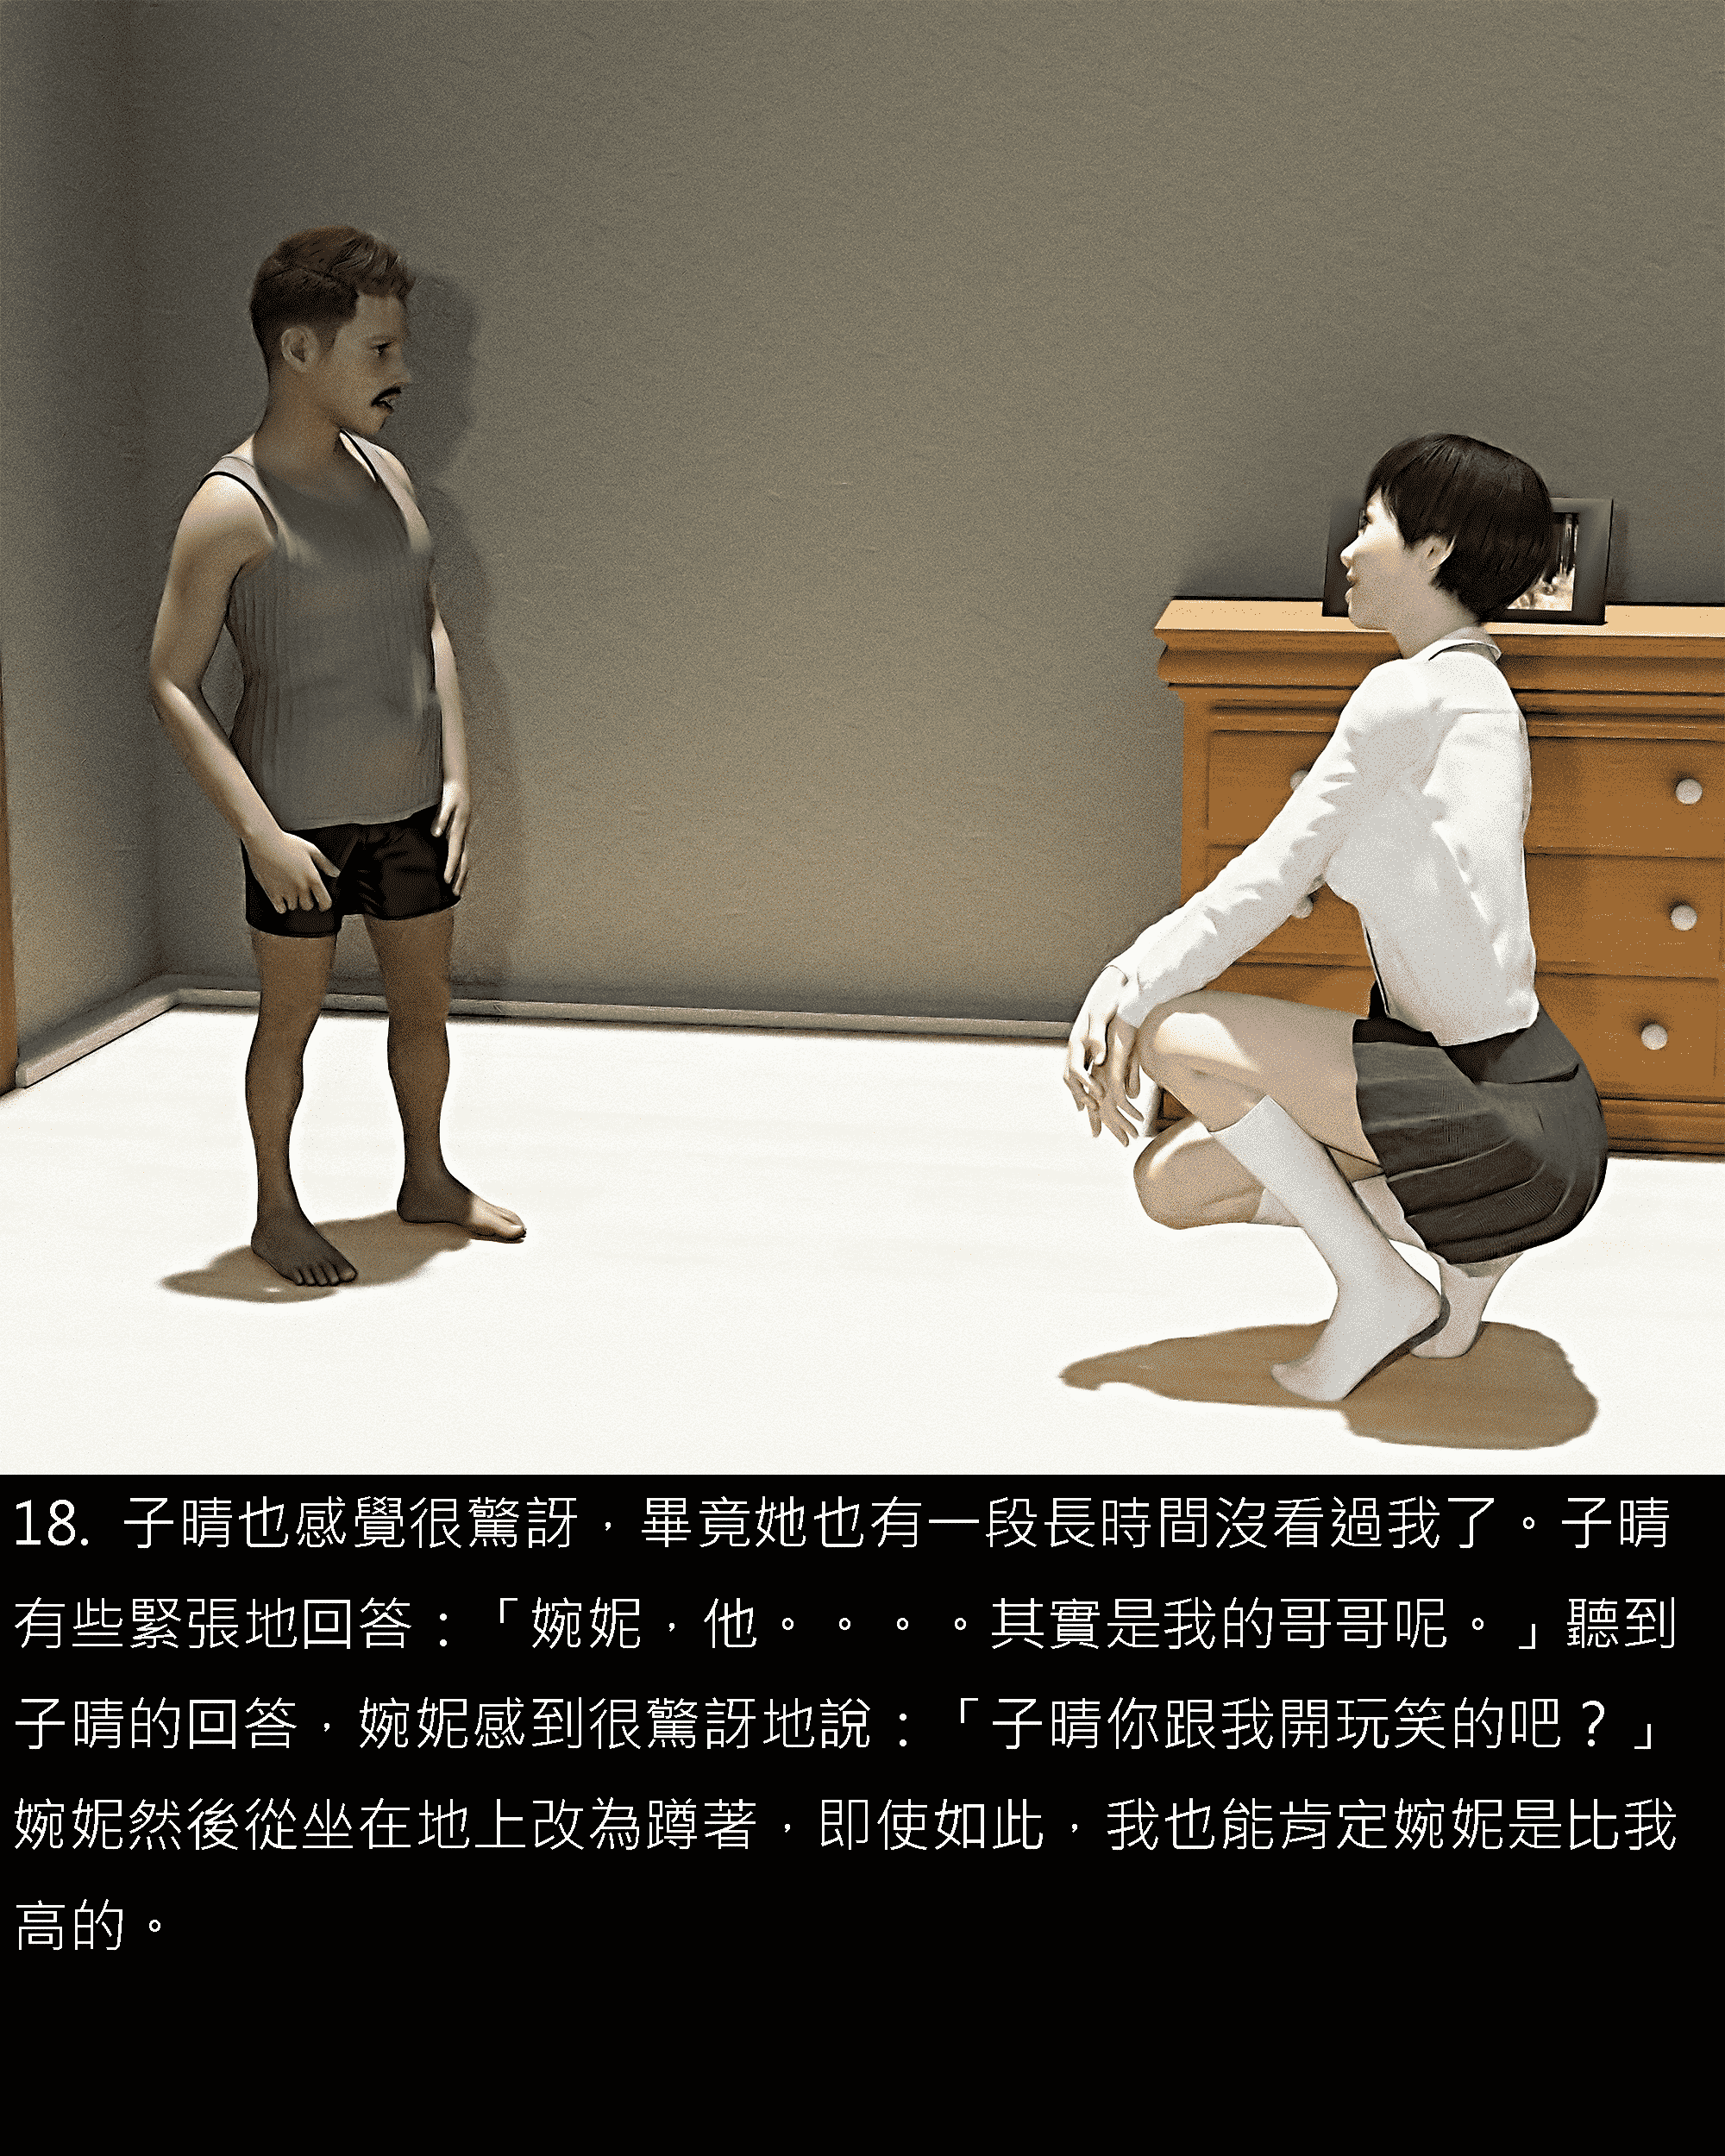 18. 子晴也感覺很驚訝，畢竟她也有一段長時間沒看過我了。子晴
有些緊張地回答：「婉妮，他。。。。其實是我的哥哥呢。」聽到
子晴的回答，婉妮感到很驚訝地說：「子晴你跟我開玩笑的吧？」
婉妮然後從坐在地上改為蹲著，即使如此，我也能肯定婉妮是比我
高的。